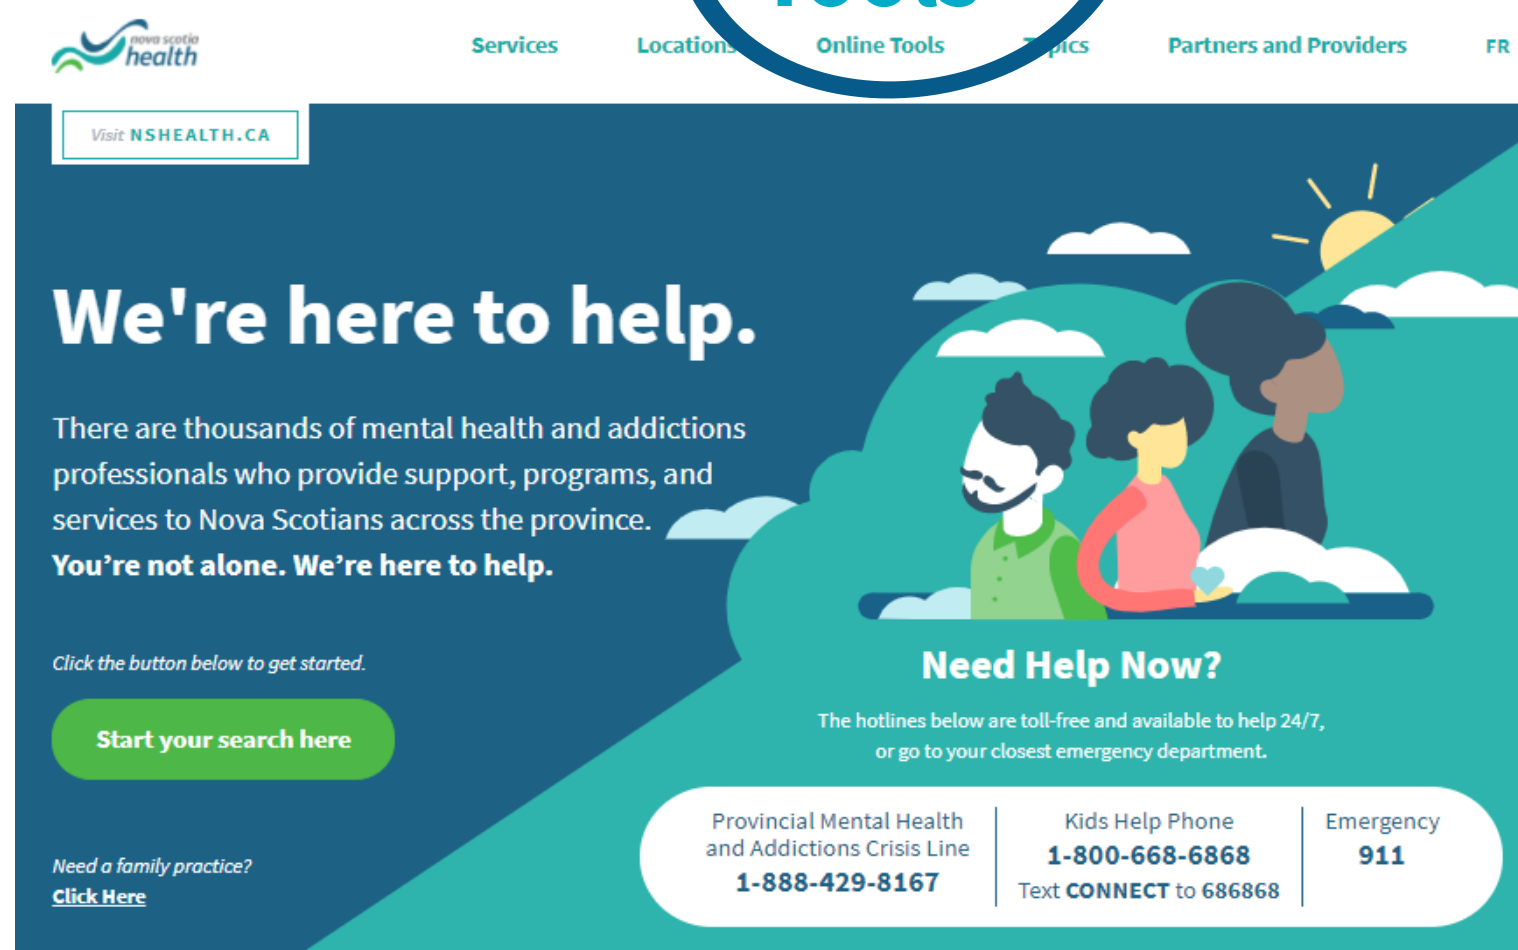 Tools
nova scotia
health
Services Locations Online Tools Topics Partners and Providers FR
Visit NSHEALTH.CA
We're here to help.
There are thousands of mental health and addictions
professionals who provide support, programs, and
services to Nova Scotians across the province.
You’re not alone. We’re here to help.
Click the button below to get started.
Start your search here
Need a family practice?
Click Here
Need Help Now?
The hotlines below are toll-free and available to help 24/7,
or go to your closest emergency department.
Provincial Mental Health
and Addictions Crisis Line
1-888-429-8167
Kids Help Phone
1-800-668-6868
Text CONNECT to 686868
Emergency
911